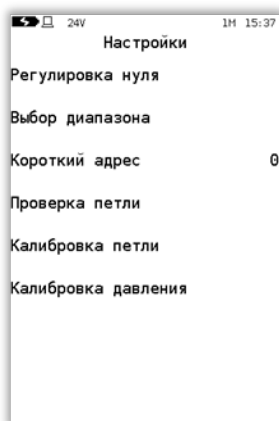 24V 1M 15:37
Настройки
Регулировка нуля
Выбор диапазона
Короткий адрес 0
Проверка петли
Калибровка петли
Калибровка давления